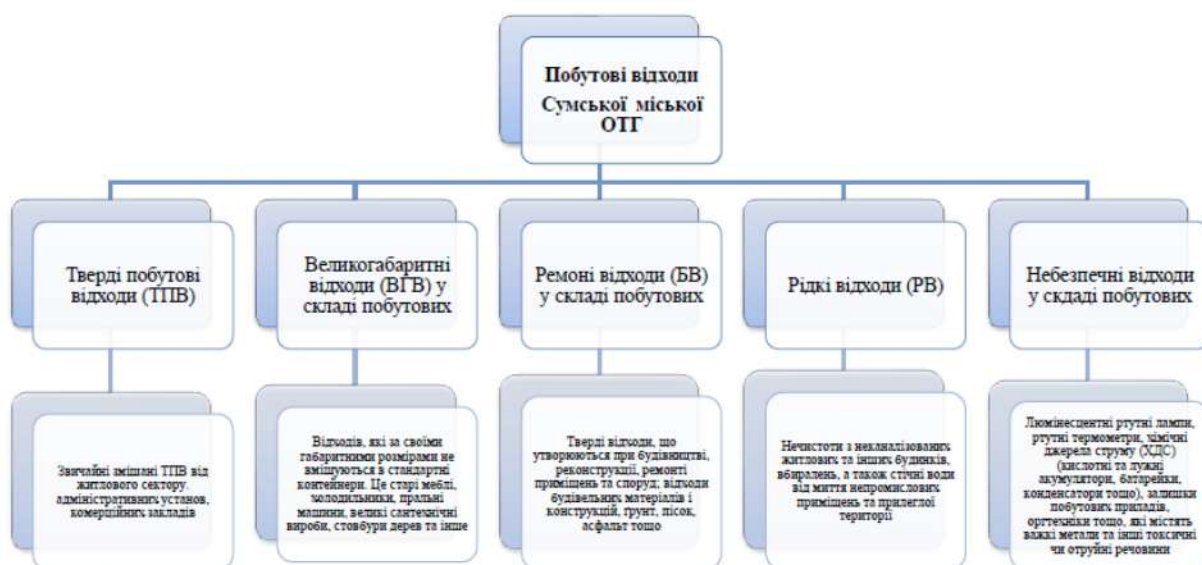 Побутові відходи
Сумської міської
ОТГ
Тверді побутові
відходи (ТПВ)
Великогабаритні
відходи (ВГВ) у
складі побутових
Ремоні відходи (БВ)
у складі побутових
Рідкі відходи (РВ)
Небезпечні відходи
у скдаді побутових
Звичайні змішані ТПВ від
житлового сектору.
адміністративних установ,
комерційних закладів
Відходів, які за своїми
габаритними розмірами не
вміщуються в стандартні
контейнери. Це старі меблі,
холодильники, пральні
машини, великі сантехнічні
вироби, стовбури дерев та інше
Тверді відходи, що
утворюються при будівництві,
реконструкції, ремонті
приміщень та споруд; відходи
будівельних матеріалів і
конструкцій, ґрунт, пісок,
асфальт тощо
Нечистоти з неканалізованих
житлових та інших будинків,
вбиралень, а також стічні води
від миття непромислових
приміщень та прилеглої
території
Люмінесцентні ртутні лампи,
ртутні термометри, хімічні
джерела струму (ХДС)
(кислотні та лужні
акумулятори, батарейки,
конденсатори тощо), залишки
побутових приладів,
оргтехніки тощо, які містять
важкі метали та інші токсичні
чи отруйні речовини